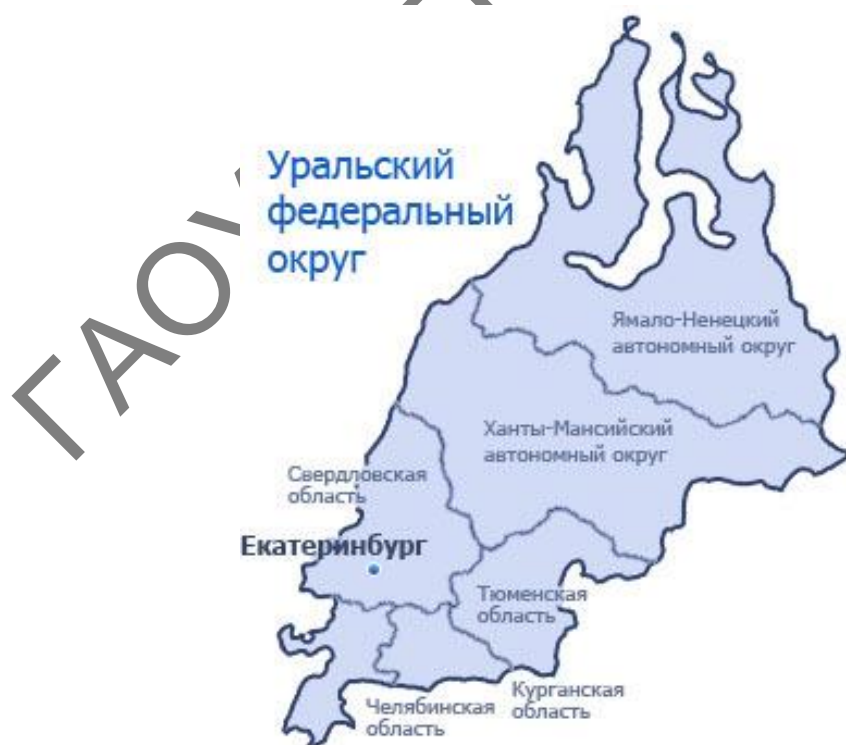 Уральский
федеральный
округ
Ямало-Ненецкий
автономный округ
Ханты-Мансийский
автономный округ
Свердловская
область
Екатеринбург
Тюменская
область
Курганская
область
Челябинская
область